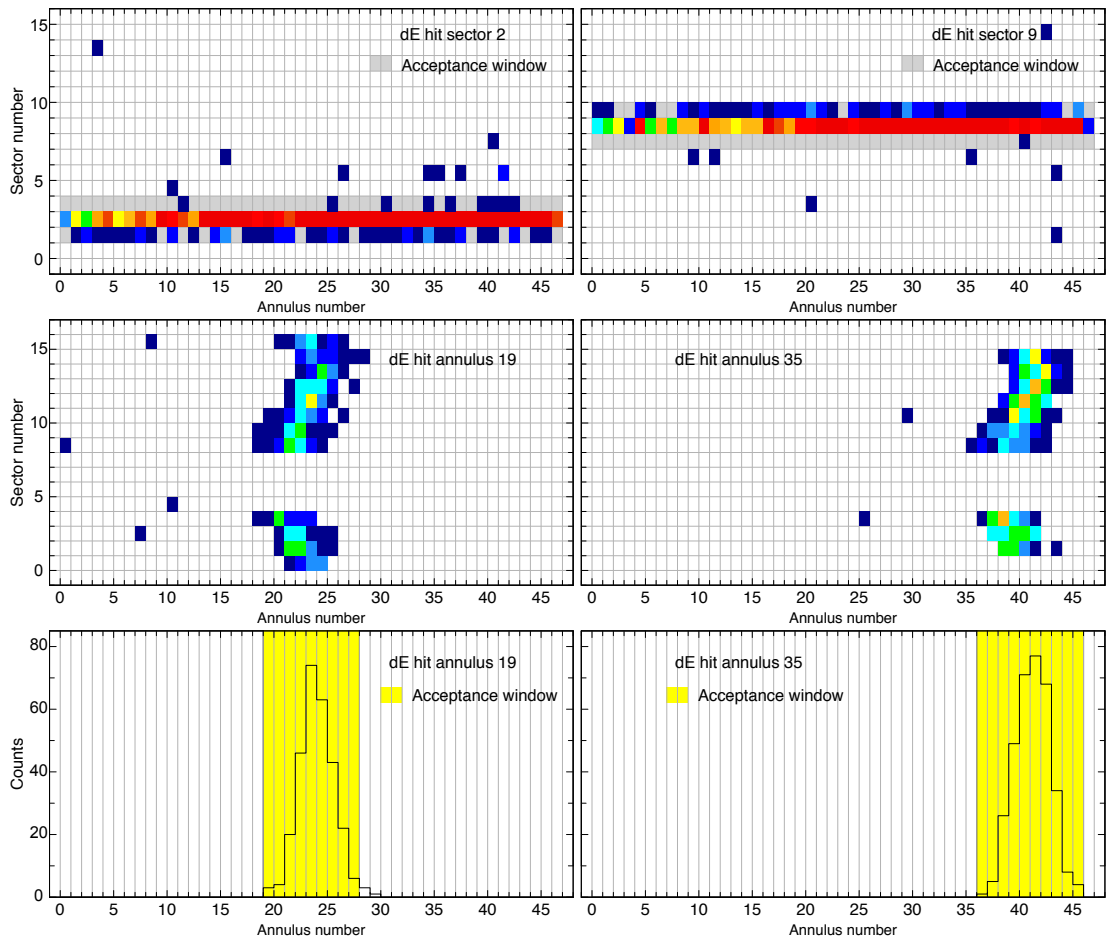 dE hit sector 2
Acceptance window
Sector number
0 5 10 15
0 5 10 15 20 25 30 35 40 45
Annulus number
dE hit sector 9
Acceptance window
0 5 10 15 20 25 30 35 40 45
Annulus number
dE hit annulus 19
Sector number
0 5 10 15
0 5 10 15 20 25 30 35 40 45
Annulus number
dE hit annulus 35
0 5 10 15 20 25 30 35 40 45
Annulus number
dE hit annulus 19
Acceptance window
Counts
0 20 40 60 80
0 5 10 15 20 25 30 35 40 45
Annulus number
dE hit annulus 35
Acceptance window
0 5 10 15 20 25 30 35 40 45
Annulus number